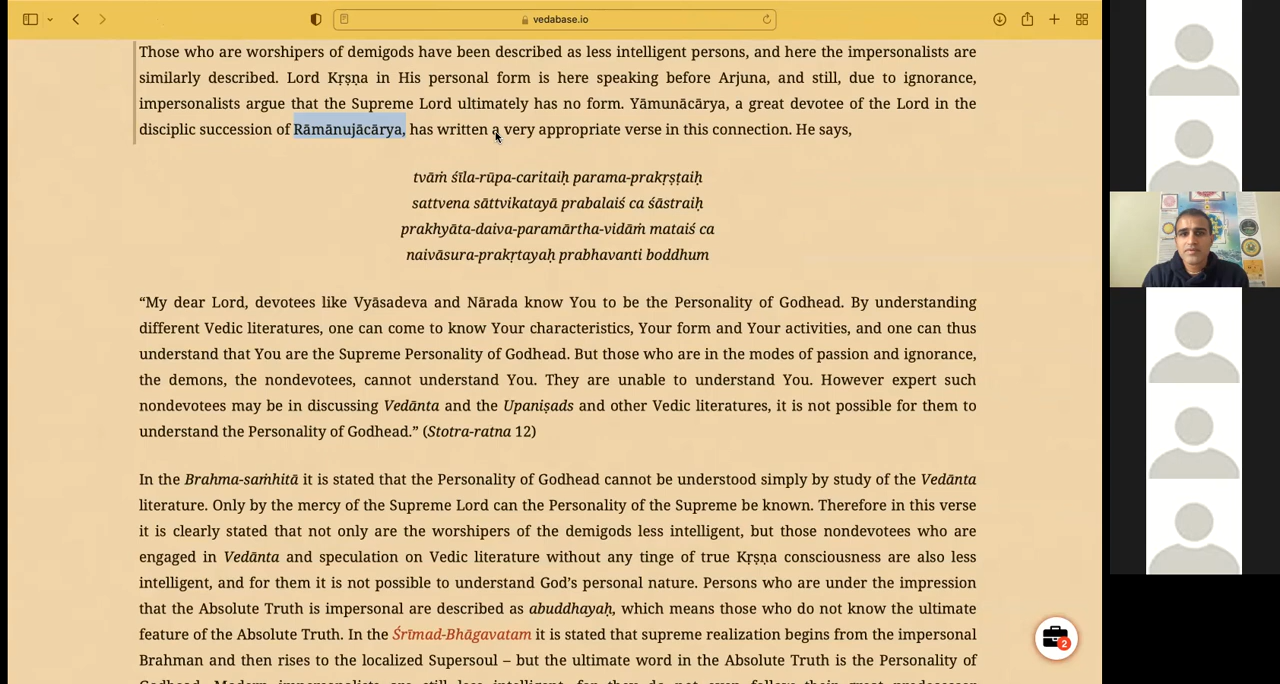 vedabase.io
Those who are worshipers of demigods have been described as less intelligent persons, and here the impersonalists are
similarly described. Lord Kṛṣṇa in His personal form is here speaking before Arjuna, and still, due to ignorance,
impersonalists argue that the Supreme Lord ultimately has no form. Yāmunācārya, a great devotee of the Lord in the
disciplic succession of Rāmānujācārya, has written a very appropriate verse in this connection. He says,
tvāṁ śīla-rūpa-caritaiḥ parama-prakṛṣṭaiḥ
sattvena sāttvikatayā prabalaiś ca śāstraiḥ
prakhyāta-daiva-paramārtha-vidāṁ mataiś ca
naivāsura-prakṛtayaḥ prabhavanti boddhum
“My dear Lord, devotees like Vyāsadeva and Nārada know You to be the Personality of Godhead. By understanding
different Vedic literatures, one can come to know Your characteristics, Your form and Your activities, and one can thus
understand that You are the Supreme Personality of Godhead. But those who are in the modes of passion and ignorance,
the demons, the nondevotees, cannot understand You. They are unable to understand You. However expert such
nondevotees may be in discussing Vedānta and the Upaniṣads and other Vedic literatures, it is not possible for them to
understand the Personality of Godhead.” (Stotra-ratna 12)
In the Brahma-saṁhitā it is stated that the Personality of Godhead cannot be understood simply by study of the Vedānta
literature. Only by the mercy of the Supreme Lord can the Personality of the Supreme be known. Therefore in this verse
it is clearly stated that not only are the worshipers of the demigods less intelligent, but those nondevotees who are
engaged in Vedānta and speculation on Vedic literature without any tinge of true Kṛṣṇa consciousness are also less
intelligent, and for them it is not possible to understand God’s personal nature. Persons who are under the impression
that the Absolute Truth is impersonal are described as abuddhayaḥ, which means those who do not know the ultimate
feature of the Absolute Truth. In the Śrīmad-Bhāgavatam it is stated that supreme realization begins from the impersonal
Brahman and then rises to the localized Supersoul – but the ultimate word in the Absolute Truth is the Personality of
Godhead. Modern impersonalists are still less intelligent, for they do not even follow their great predecessor
2